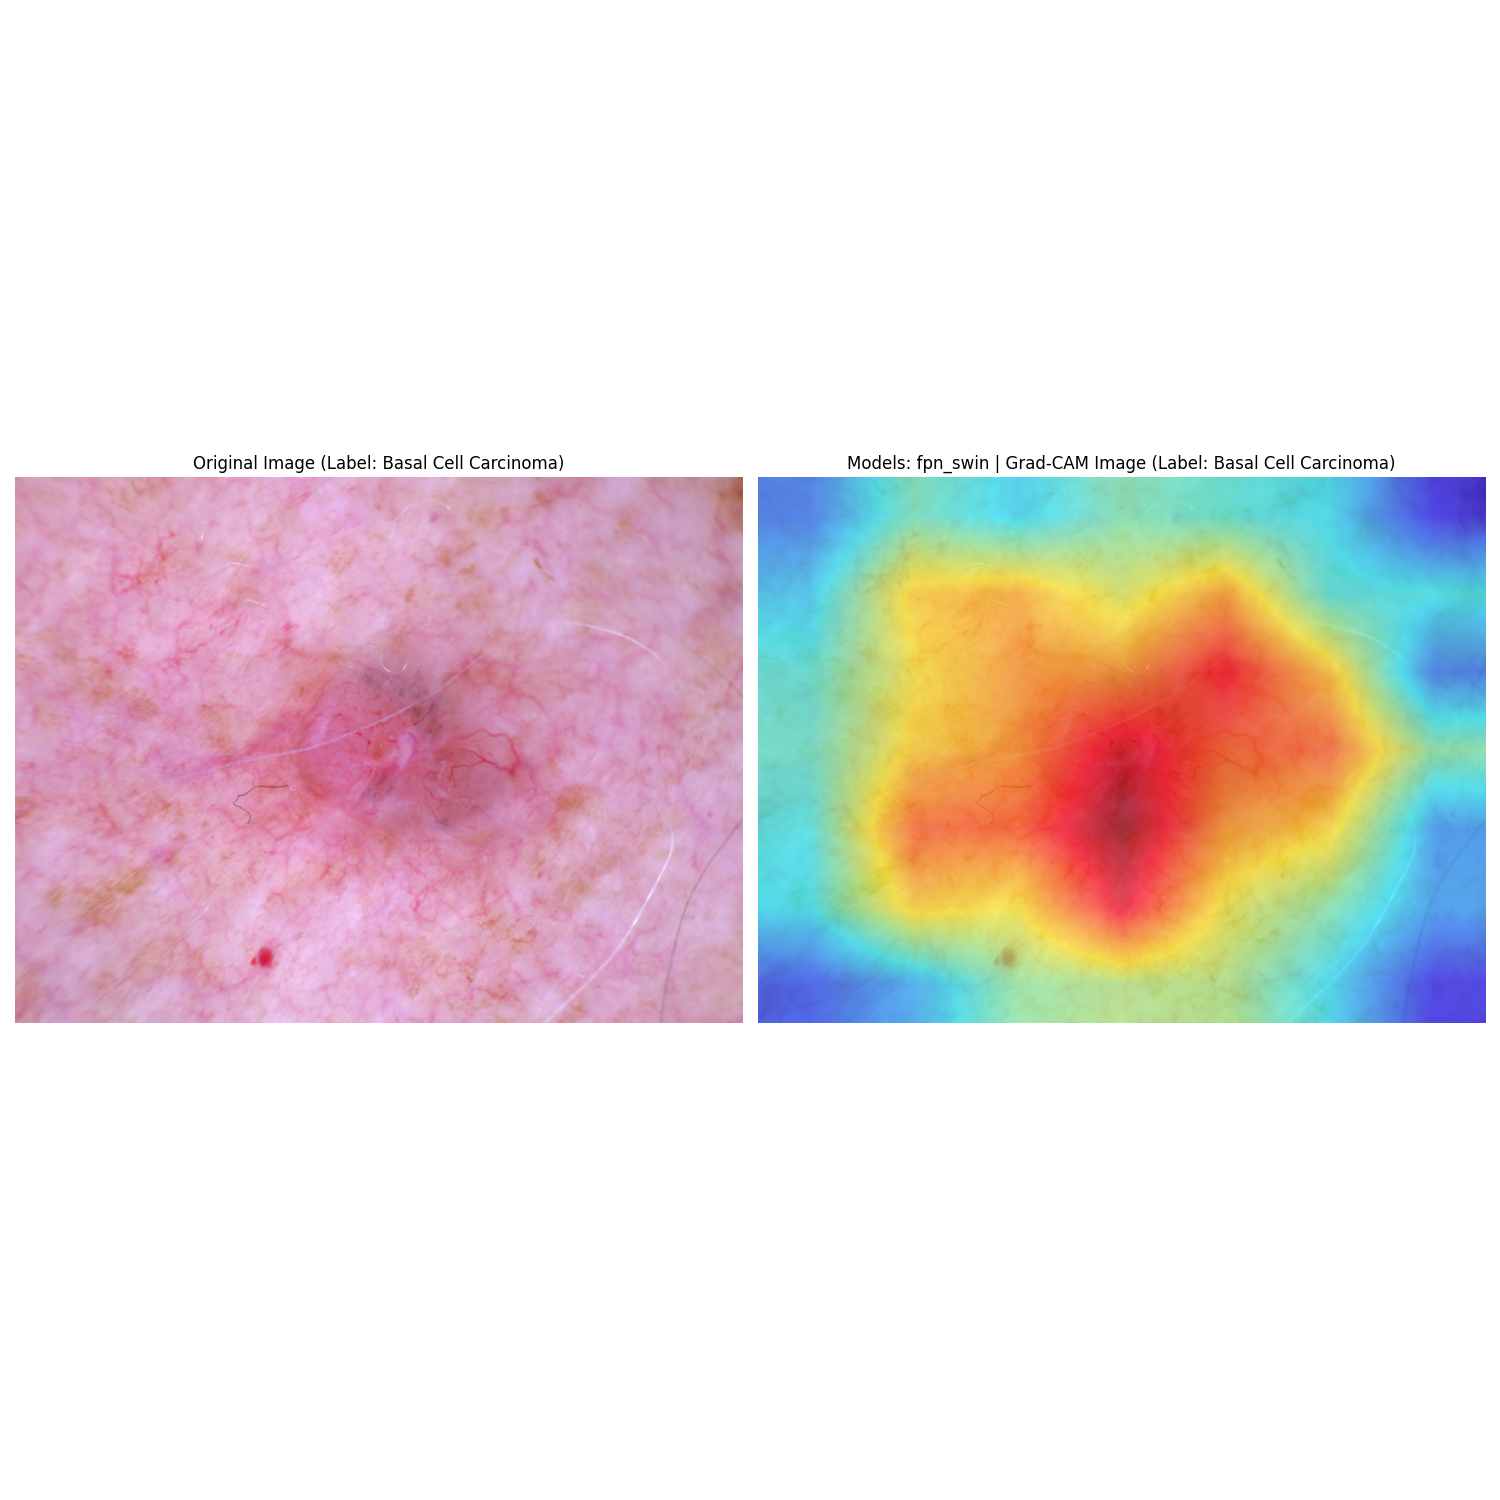 Original Image (Label: Basal Cell Carcinoma)
Models: fpn_swin | Grad-CAM Image (Label: Basal Cell Carcinoma)